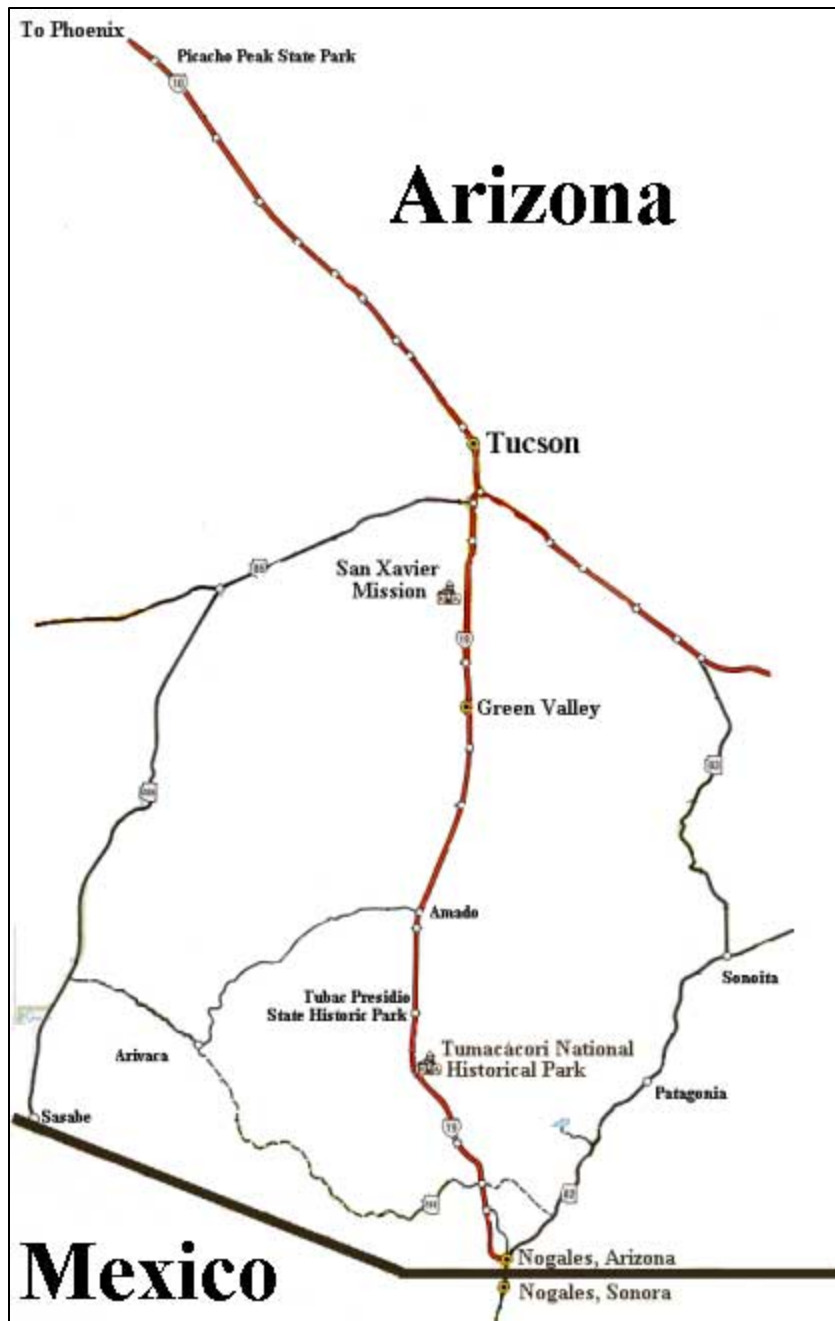 To Phoenix
Picacho Peak State Park
10
Arizona
Tucson
86
San Xavier
Mission
19
Green Valley
83
Amado
Sonoita
Tubac Presidio
State Historic Park
Arivaca
Tumacácori National
Historical Park
Patagonia
Sasabe
19
82
Nogales, Arizona
Mexico
Nogales, Sonora